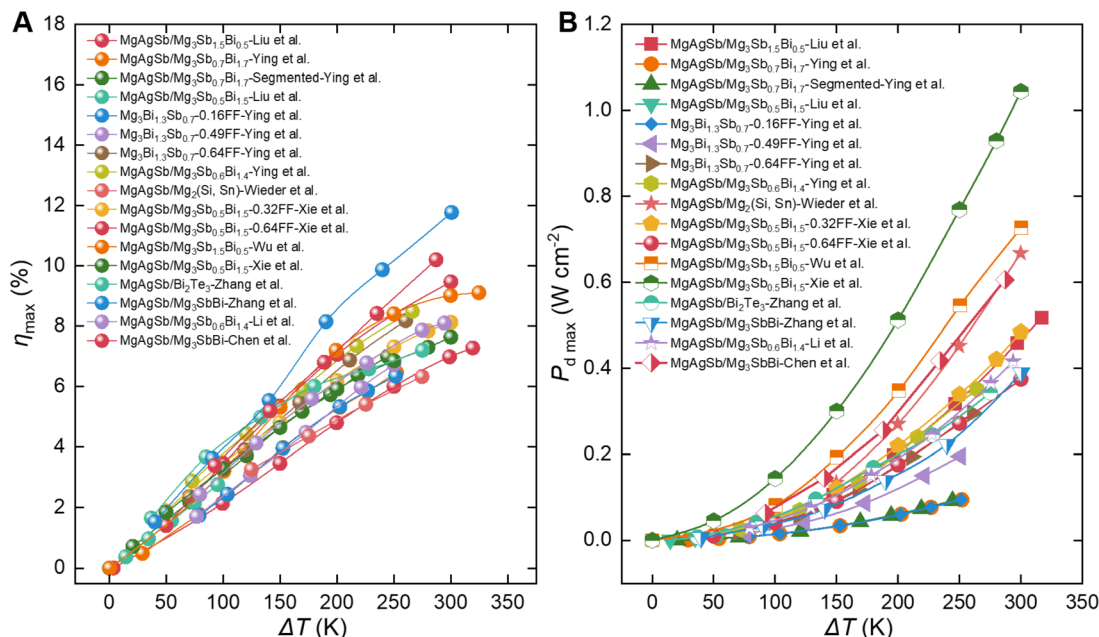 A
18
16
14
12
10
8
6
4
2
0
ηmax (%)
MgAgSb/Mg₃Sb₁.₅Bi₀.₅-Liu et al.
MgAgSb/Mg₃Sb₀.₇Bi₁.₇-Ying et al.
MgAgSb/Mg₃Sb₀.₇Bi₁.₇-Segmented-Ying et al.
MgAgSb/Mg₃Sb₀.₅Bi₁.₅-Liu et al.
Mg₃Bi₁.₃Sb₀.₇-0.16FF-Ying et al.
Mg₃Bi₁.₃Sb₀.₇-0.49FF-Ying et al.
Mg₃Bi₁.₃Sb₀.₇-0.64FF-Ying et al.
MgAgSb/Mg₃Sb₀.₆Bi₁.₄-Ying et al.
MgAgSb/Mg₂(Si, Sn)-Wieder et al.
MgAgSb/Mg₃Sb₀.₅Bi₁.₅-0.32FF-Xie et al.
MgAgSb/Mg₃Sb₀.₅Bi₁.₅-0.64FF-Xie et al.
MgAgSb/Mg₃Sb₁.₅Bi₀.₅-Wu et al.
MgAgSb/Mg₃Sb₀.₅Bi₁.₅-Xie et al.
MgAgSb/Bi₂Te₃-Zhang et al.
MgAgSb/Mg₃SbBi-Zhang et al.
MgAgSb/Mg₃Sb₀.₆Bi₁.₄-Li et al.
MgAgSb/Mg₃SbBi-Chen et al.
0 50 100 150 200 250 300 350
ΔT (K)
B
1.2
1.0
0.8
0.6
0.4
0.2
0.0
Pd max (W cm⁻²)
MgAgSb/Mg₃Sb₁.₅Bi₀.₅-Liu et al.
MgAgSb/Mg₃Sb₀.₇Bi₁.₇-Ying et al.
MgAgSb/Mg₃Sb₀.₇Bi₁.₇-Segmented-Ying et al.
MgAgSb/Mg₃Sb₀.₅Bi₁.₅-Liu et al.
Mg₃Bi₁.₃Sb₀.₇-0.16FF-Ying et al.
Mg₃Bi₁.₃Sb₀.₇-0.49FF-Ying et al.
Mg₃Bi₁.₃Sb₀.₇-0.64FF-Ying et al.
MgAgSb/Mg₃Sb₀.₆Bi₁.₄-Ying et al.
MgAgSb/Mg₂(Si, Sn)-Wieder et al.
MgAgSb/Mg₃Sb₀.₅Bi₁.₅-0.32FF-Xie et al.
MgAgSb/Mg₃Sb₀.₅Bi₁.₅-0.64FF-Xie et al.
MgAgSb/Mg₃Sb₁.₅Bi₀.₅-Wu et al.
MgAgSb/Mg₃Sb₀.₅Bi₁.₅-Xie et al.
MgAgSb/Bi₂Te₃-Zhang et al.
MgAgSb/Mg₃SbBi-Zhang et al.
MgAgSb/Mg₃Sb₀.₆Bi₁.₄-Li et al.
MgAgSb/Mg₃SbBi-Chen et al.
0 50 100 150 200 250 300 350
ΔT (K)